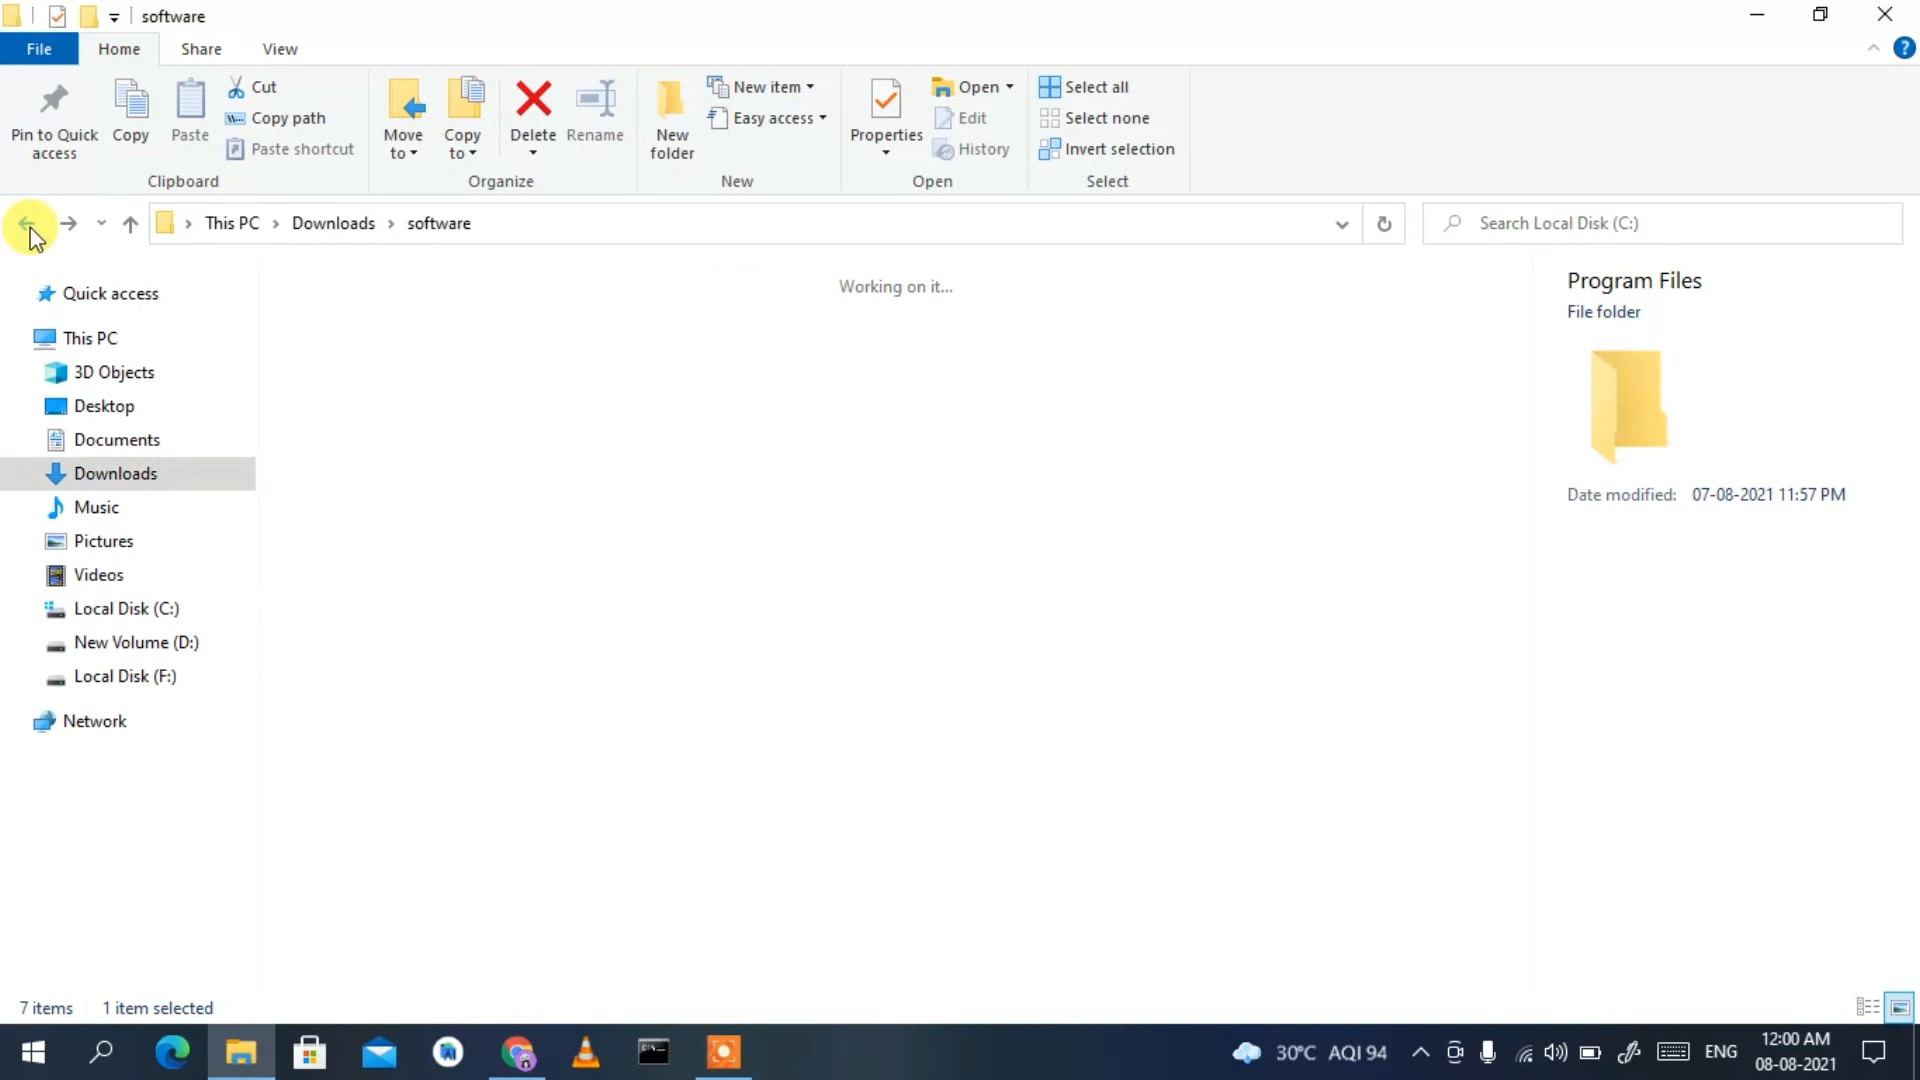 software
File
Home
Share
View
Pin to Quick
access
Copy
Paste
Cut
Copy path
Paste shortcut
Clipboard
Move
to
Copy
to
Delete
Rename
Organize
New
folder
New item
Easy access
New
Properties
Open
Edit
History
Open
Select all
Select none
Invert selection
Select
This PC › Downloads › software
Search Local Disk (C:)
Quick access
This PC
3D Objects
Desktop
Documents
Downloads
Music
Pictures
Videos
Local Disk (C:)
New Volume (D:)
Local Disk (F:)
Network
Working on it...
Program Files
File folder
Date modified: 07-08-2021 11:57 PM
7 items 1 item selected
30°C AQI 94
ENG
12:00 AM
08-08-2021